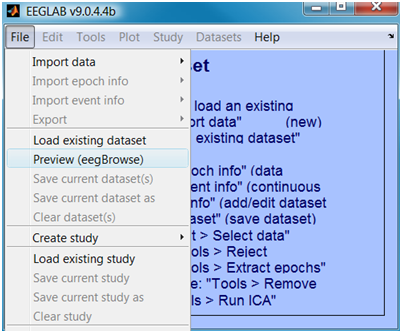 EEGLAB v9.0.4.4b
File Edit Tools Plot Study Datasets Help
Import data
Import epoch info
Import event info
Export
Load existing dataset
Preview (eegBrowse)
Save current dataset(s)
Save current dataset as
Clear dataset(s)
Create study
Load existing study
Save current study
Save current study as
Clear study
set
load an existing
ort data" (new)
existing dataset"
och info" (data
ent info" (continuous
nfo" (add/edit dataset
aset" (save dataset)
t > Select data"
ols > Reject
ols > Extract epochs"
e: "Tools > Remove
ls > Run ICA"